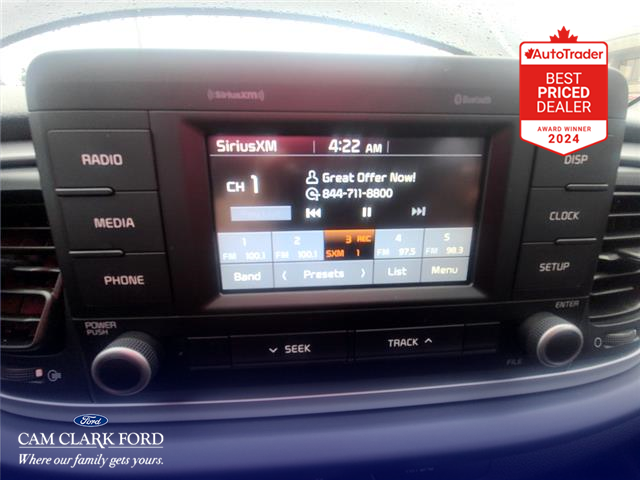 ((SiriusXM))
Bluetooth
AutoTrader
BEST
PRICED
DEALER
AWARD WINNER
2024
RADIO
MEDIA
PHONE
SiriusXM 4:22 AM
CH 1
Great Offer Now!
844-711-8800
1 2 3 REC 4 5
FM 100.1 FM 100.1 SXM 1 FM 97.5 FM 98.3
Band ⟨ Presets ⟩ List Menu
DISP
CLOCK
SETUP
POWER
PUSH
SEEK
TRACK
ENTER
FILE
Ford
CAM CLARK FORD
Where our family gets yours.